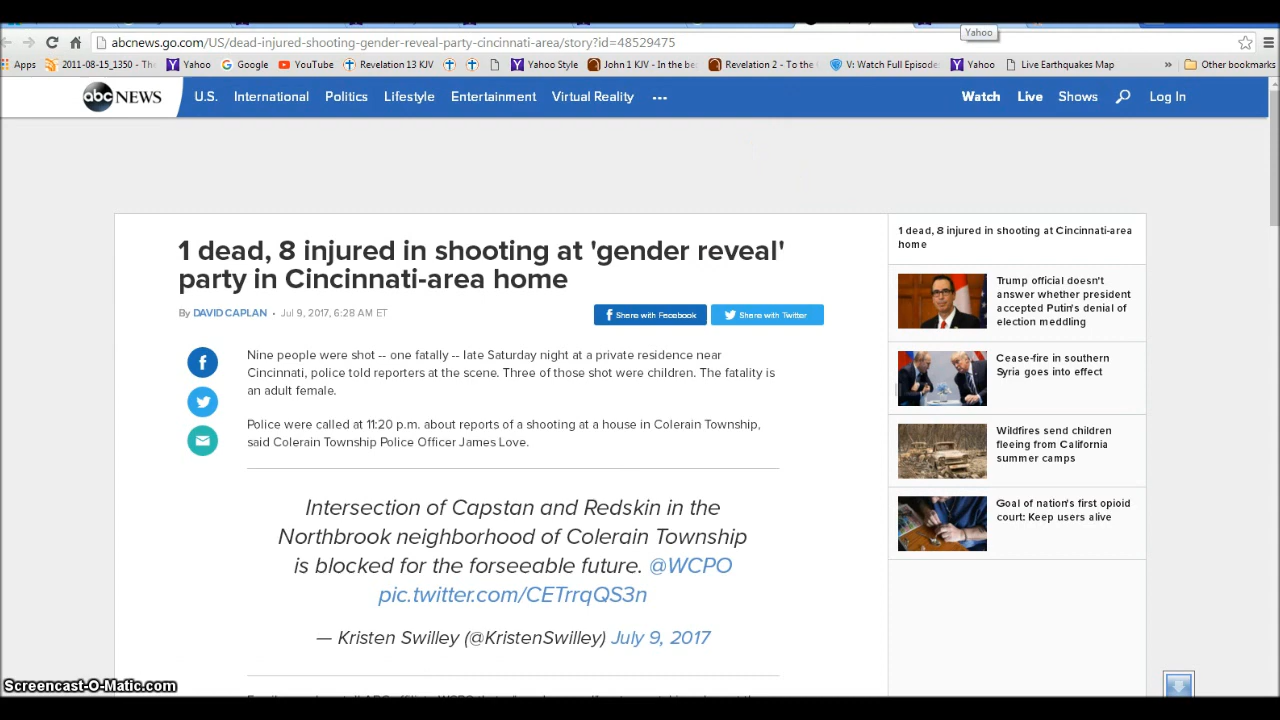 Yahoo
abcnews.go.com/US/dead-injured-shooting-gender-reveal-party-cincinnati-area/story?id=48529475
Apps 2011-08-15_1350 - Th Yahoo Google YouTube Revelation 13 KJV Yahoo Style John 1 KJV - In the be Revelation 2 - To the V: Watch Full Episode Yahoo Live Earthquakes Map » Other bookmarks
abc NEWS U.S. International Politics Lifestyle Entertainment Virtual Reality ••• Watch Live Shows Log In
1 dead, 8 injured in shooting at 'gender reveal'
party in Cincinnati-area home
By DAVID CAPLAN • Jul 9, 2017, 6:28 AM ET
Share with Facebook Share with Twitter
Nine people were shot -- one fatally -- late Saturday night at a private residence near
Cincinnati, police told reporters at the scene. Three of those shot were children. The fatality is
an adult female.
Police were called at 11:20 p.m. about reports of a shooting at a house in Colerain Township,
said Colerain Township Police Officer James Love.
Intersection of Capstan and Redskin in the
Northbrook neighborhood of Colerain Township
is blocked for the forseeable future. @WCPO
pic.twitter.com/CETrrqQS3n
— Kristen Swilley (@KristenSwilley) July 9, 2017
1 dead, 8 injured in shooting at Cincinnati-area
home
Trump official doesn't
answer whether president
accepted Putin's denial of
election meddling
Cease-fire in southern
Syria goes into effect
Wildfires send children
fleeing from California
summer camps
Goal of nation's first opioid
court: Keep users alive
Screencast-O-Matic.com